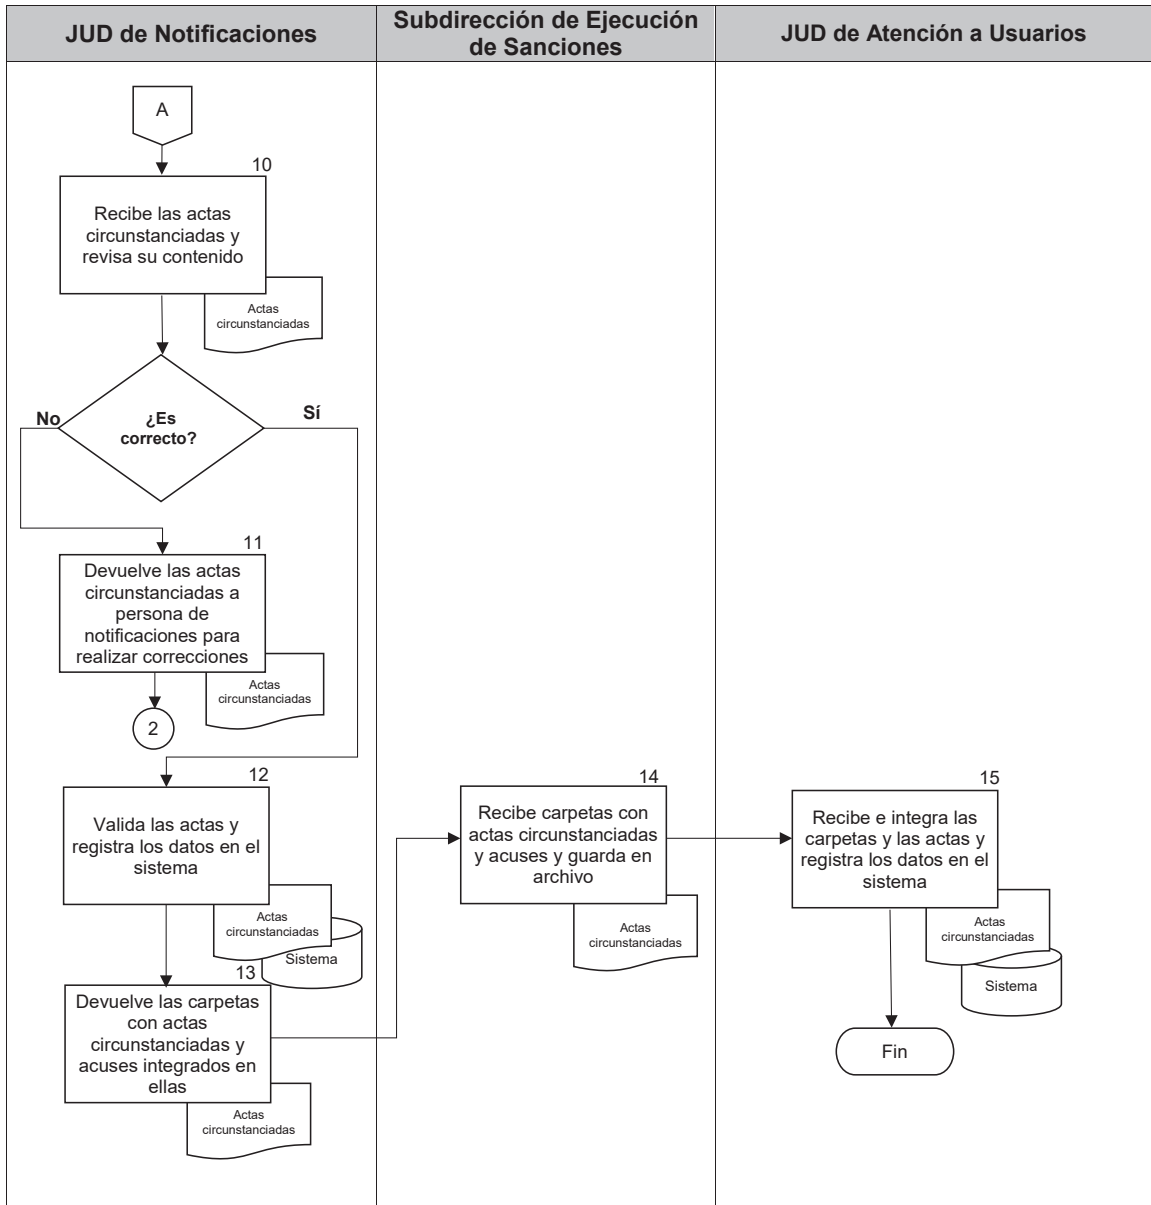 JUD de Notificaciones
Subdirección de Ejecución
de Sanciones
JUD de Atención a Usuarios
A
10
Recibe las actas
circunstanciadas y
revisa su contenido
Actas
circunstanciadas
No
¿Es
correcto?
Sí
11
Devuelve las actas
circunstanciadas a
persona de
notificaciones para
realizar correcciones
Actas
circunstanciadas
2
12
Valida las actas y
registra los datos en el
sistema
Actas
circunstanciadas
Sistema
13
Devuelve las carpetas
con actas
circunstanciadas y
acuses integrados en
ellas
Actas
circunstanciadas
14
Recibe carpetas con
actas circunstanciadas
y acuses y guarda en
archivo
Actas
circunstanciadas
15
Recibe e integra las
carpetas y las actas y
registra los datos en el
sistema
Actas
circunstanciadas
Sistema
Fin